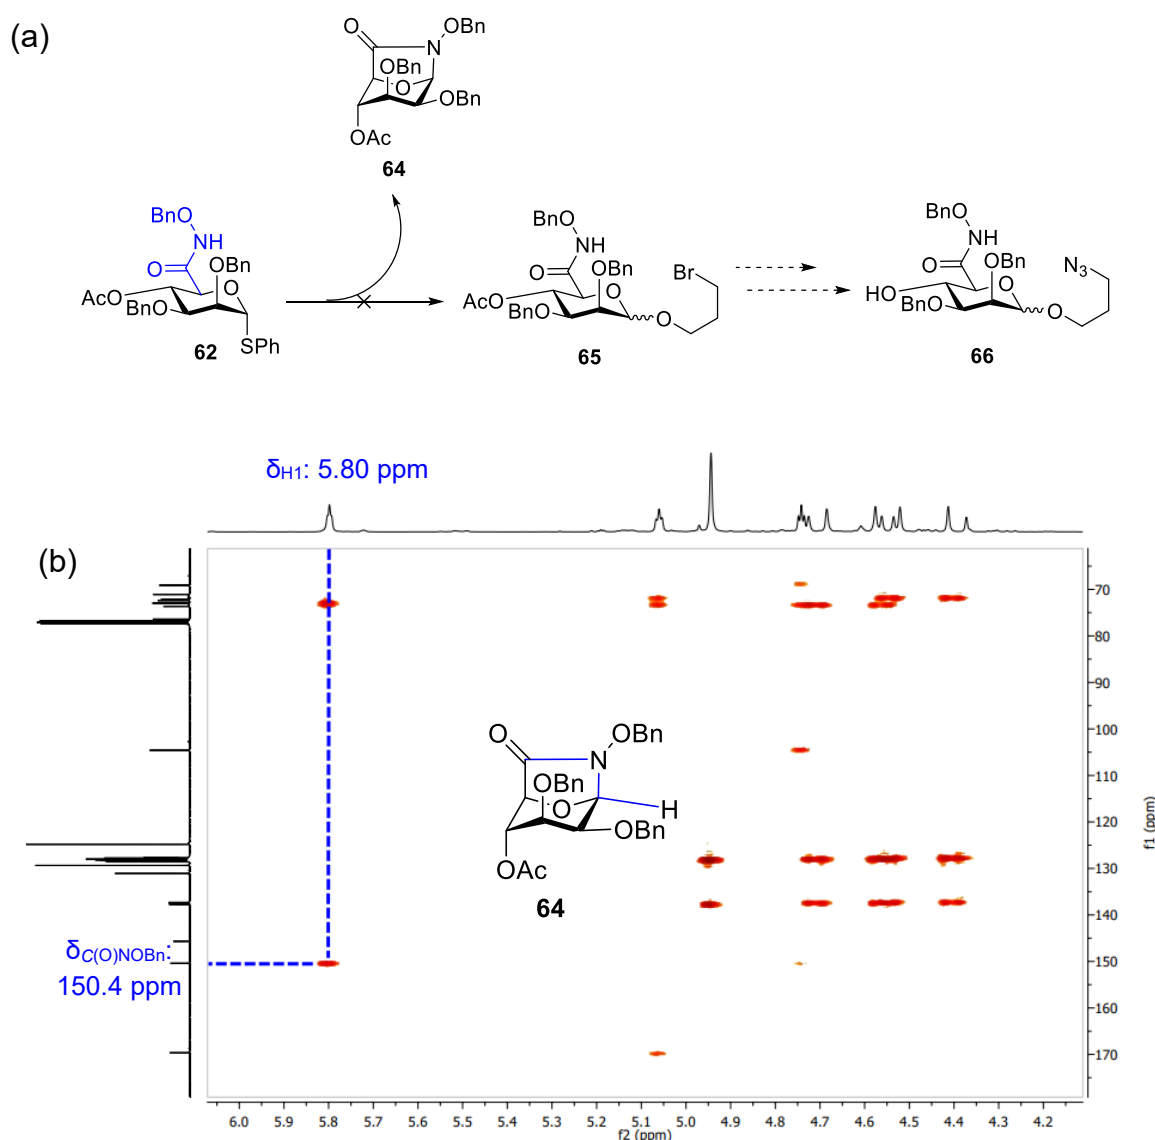 (a)
O
OBn
N
OBn
O
OBn
OAc
64
BnO
NH
O
OBn
O
AcO
BnO
SPh
62
BnO
NH
O
OBn
Br
O
AcO
BnO
O
65
BnO
NH
O
OBn
N3
O
HO
BnO
O
66
δH1: 5.80 ppm
(b)
O
OBn
N
OBn
O
H
OBn
OAc
64
δC(O)NOBn:
150.4 ppm
70
80
90
100
110
120
130
140
150
160
170
f1 (ppm)
6.0 5.9 5.8 5.7 5.6 5.5 5.4 5.3 5.2 5.1 5.0 4.9 4.8 4.7 4.6 4.5 4.4 4.3 4.2
f2 (ppm)